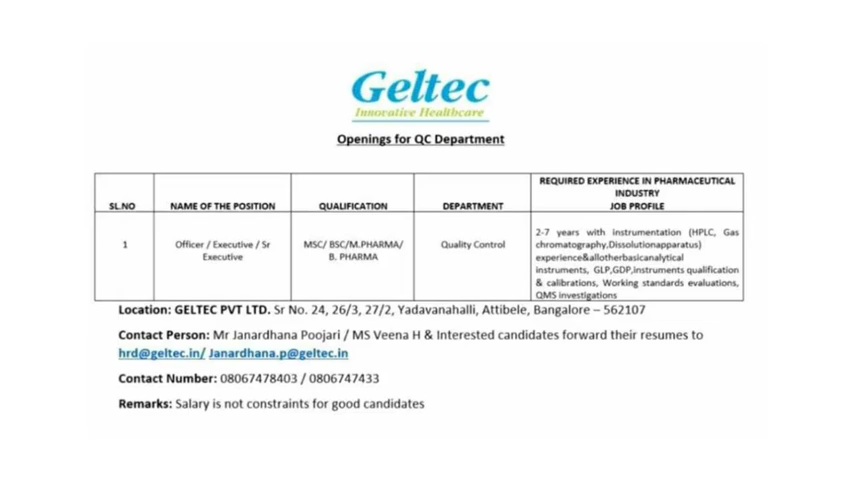 Geltec
Innovative Healthcare
Openings for QC Department
SL.NO NAME OF THE POSITION QUALIFICATION DEPARTMENT REQUIRED EXPERIENCE IN PHARMACEUTICAL
INDUSTRY
JOB PROFILE
1 Officer / Executive / Sr
Executive
MSC/ BSC/M.PHARMA/
B. PHARMA
Quality Control
2-7 years with instrumentation (HPLC, Gas
chromatography,Dissolutionapparatus)
experience&allotherbasicanalytical
instruments, GLP,GDP,instruments qualification
& calibrations, Working standards evaluations,
QMS investigations
Location: GELTEC PVT LTD. Sr No. 24, 26/3, 27/2, Yadavanahalli, Attibele, Bangalore – 562107
Contact Person: Mr Janardhana Poojari / MS Veena H & Interested candidates forward their resumes to
hrd@geltec.in/ Janardhana.p@geltec.in
Contact Number: 08067478403 / 0806747433
Remarks: Salary is not constraints for good candidates